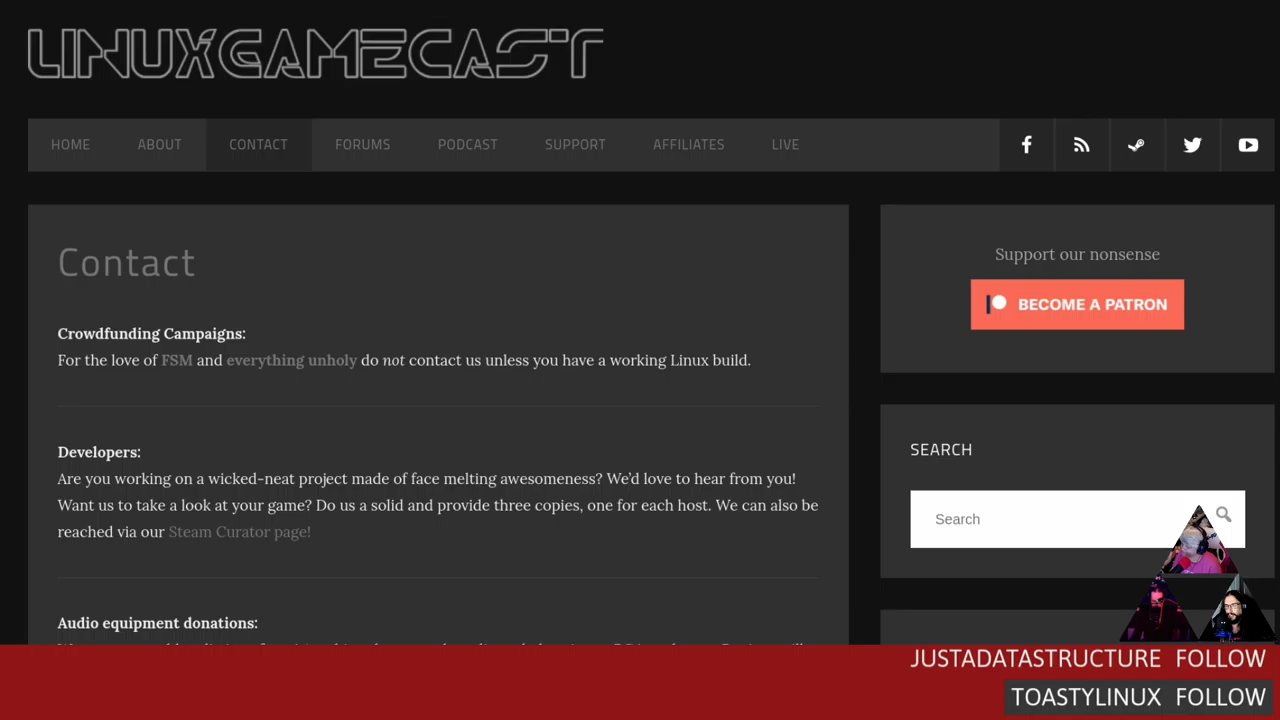 LINUXGAMECAST
HOME ABOUT CONTACT FORUMS PODCAST SUPPORT AFFILIATES LIVE
Contact
Crowdfunding Campaigns:
For the love of FSM and everything unholy do not contact us unless you have a working Linux build.
Developers:
Are you working on a wicked-neat project made of face melting awesomeness? We'd love to hear from you!
Want us to take a look at your game? Do us a solid and provide three copies, one for each host. We can also be
reached via our Steam Curator page!
Audio equipment donations:
Support our nonsense
BECOME A PATRON
SEARCH
Search
JUSTADATASTRUCTURE FOLLOW
TOASTYLINUX FOLLOW